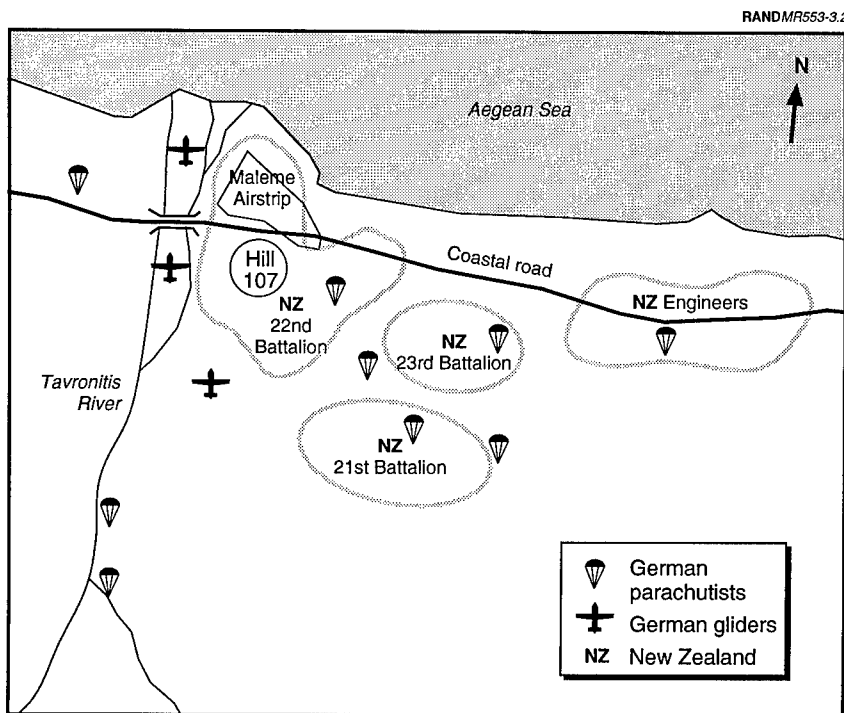 RANDMR553-3.2
N
Aegean Sea
Maleme
Airstrip
Hill
107
Coastal road
NZ
22nd
Battalion
NZ Engineers
NZ
23rd Battalion
Tavronitis
River
NZ
21st Battalion
German
parachutists
German gliders
NZ New Zealand